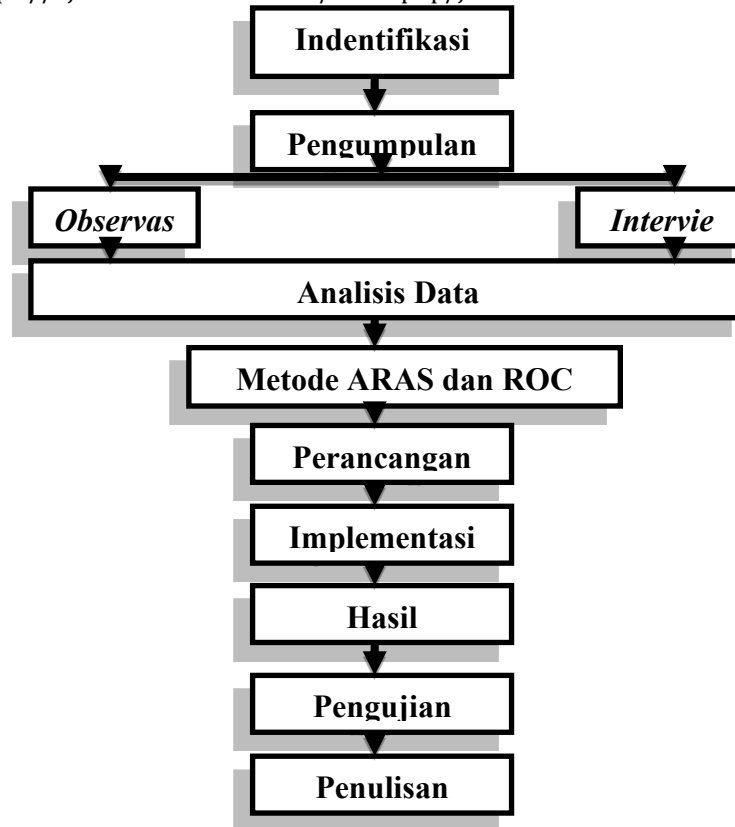 Indentifikasi
Pengumpulan
Observas
Intervie
Analisis Data
Metode ARAS dan ROC
Perancangan
Implementasi
Hasil
Pengujian
Penulisan